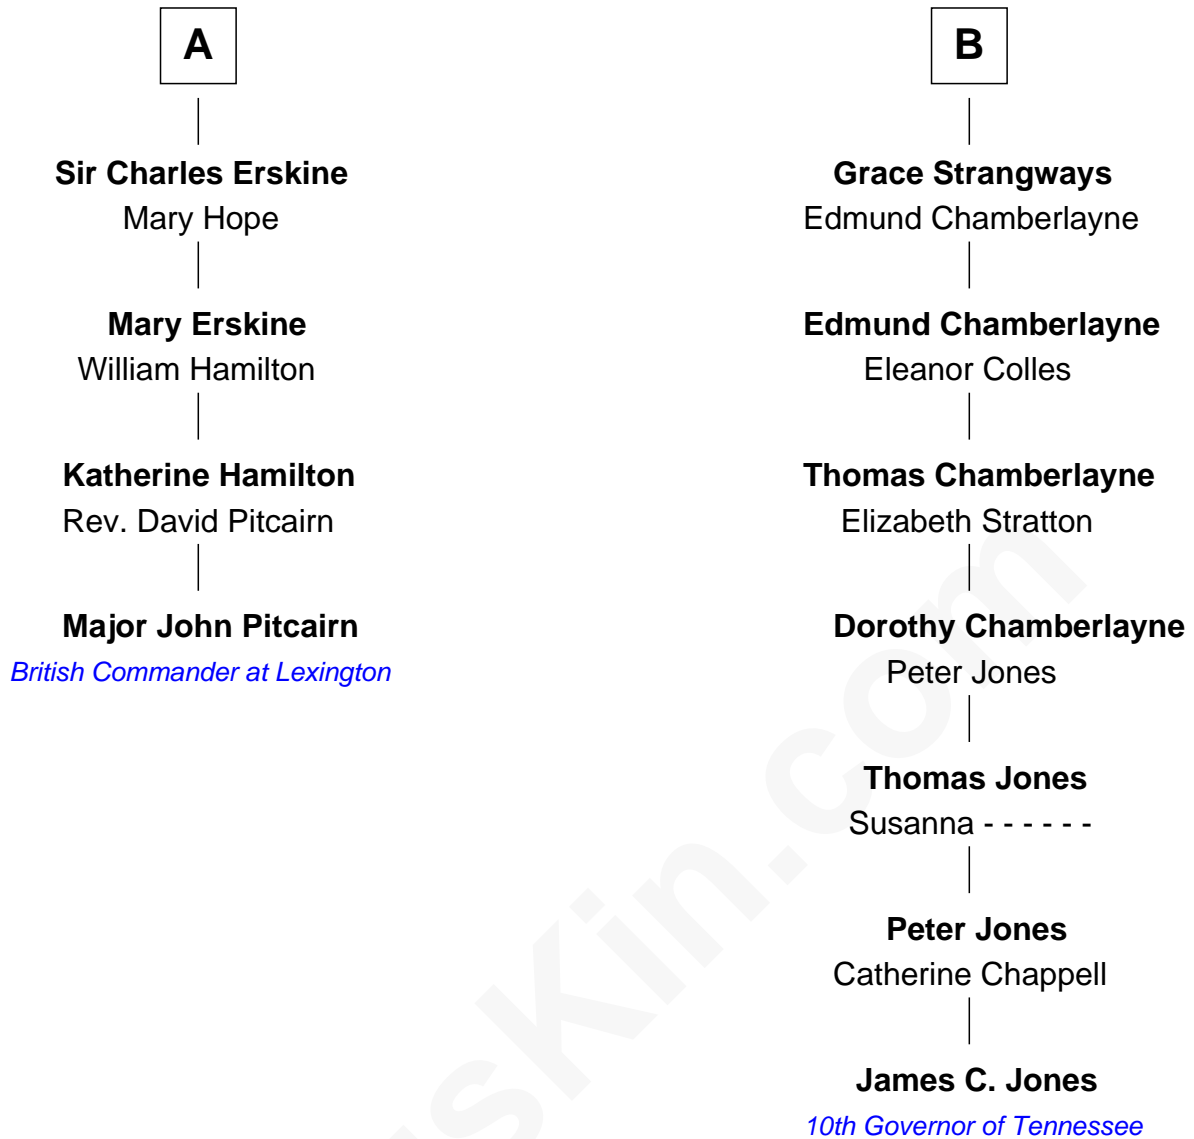 A
Sir Charles Erskine
Mary Hope
Mary Erskine
William Hamilton
Katherine Hamilton
Rev. David Pitcairn
Major John Pitcairn
British Commander at Lexington
B
Grace Strangways
Edmund Chamberlayne
Edmund Chamberlayne
Eleanor Colles
Thomas Chamberlayne
Elizabeth Stratton
Dorothy Chamberlayne
Peter Jones
Thomas Jones
Susanna - - - - - -
Peter Jones
Catherine Chappell
James C. Jones
10th Governor of Tennessee